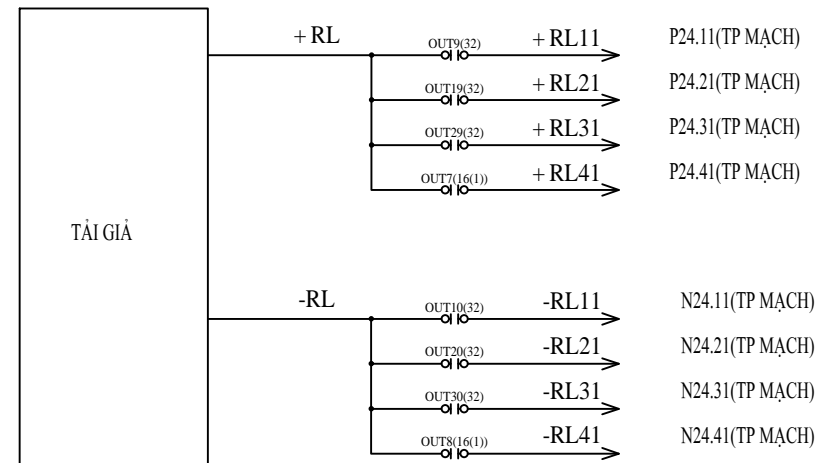 + RL OUT9(32) + RL11 P24.11(TP MẠCH)
OUT19(32) + RL21 P24.21(TP MẠCH)
OUT29(32) + RL31 P24.31(TP MẠCH)
OUT7(16(1)) + RL41 P24.41(TP MẠCH)
TẢI GIẢ
-RL OUT10(32) -RL11 N24.11(TP MẠCH)
OUT20(32) -RL21 N24.21(TP MẠCH)
OUT30(32) -RL31 N24.31(TP MẠCH)
OUT8(16(1)) -RL41 N24.41(TP MẠCH)